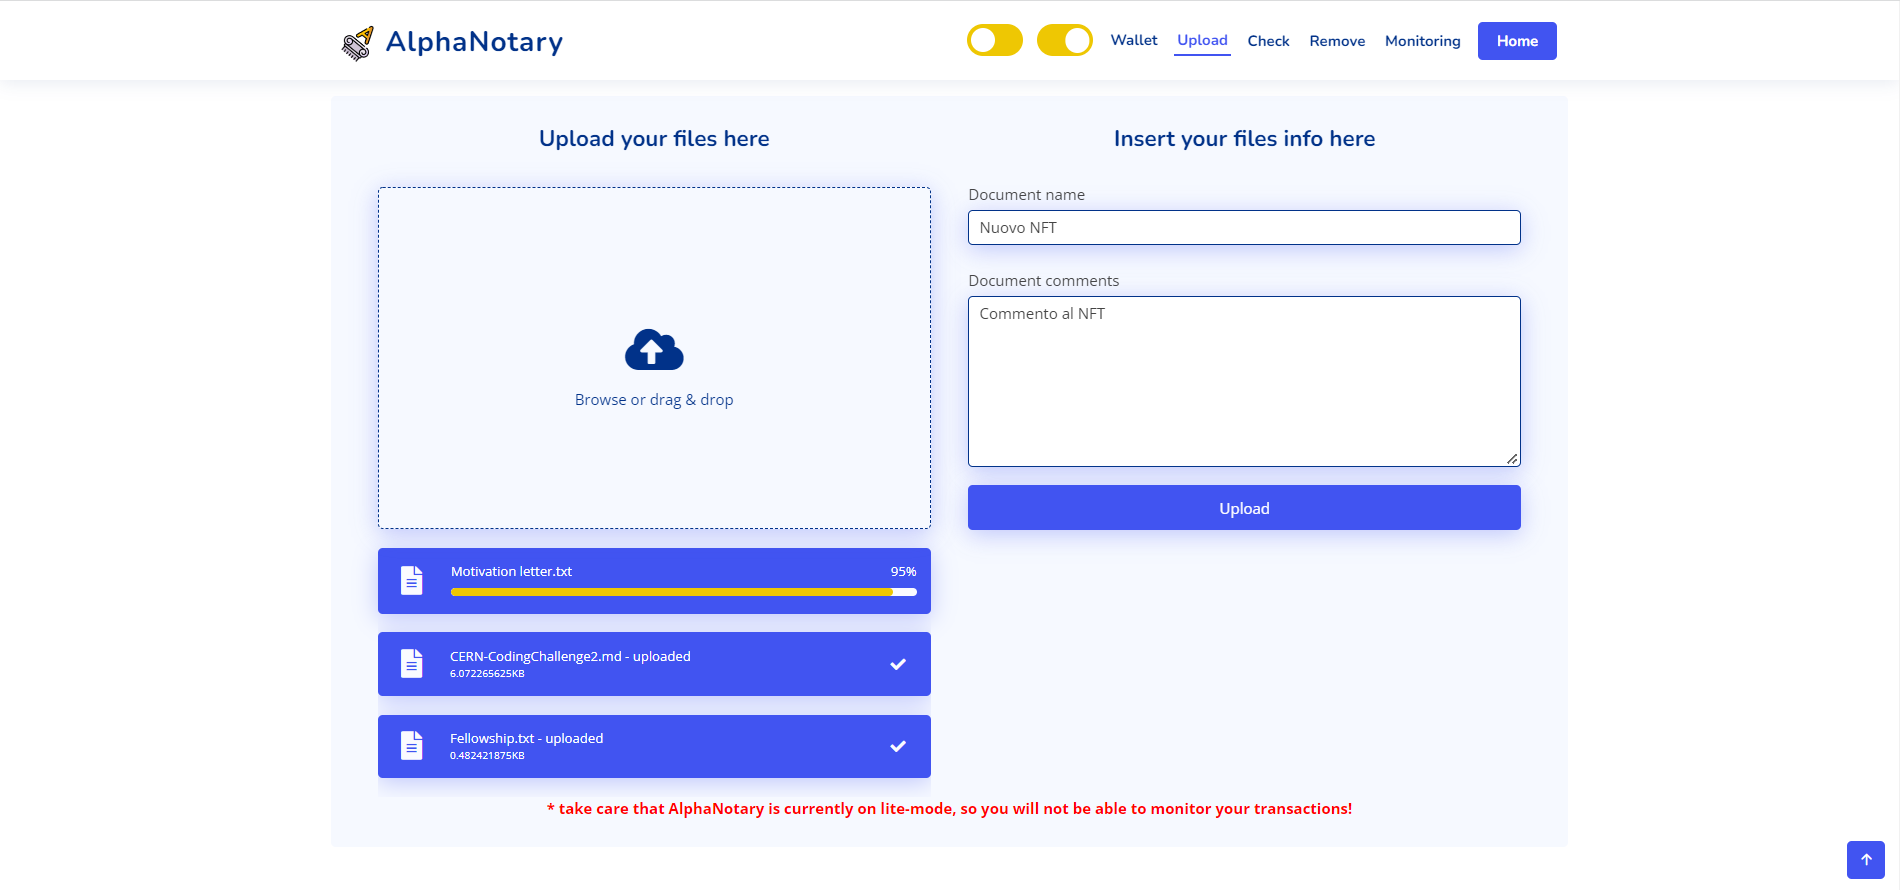 AlphaNotary
Wallet
Upload
Check
Remove
Monitoring
Home
Upload your files here
Browse or drag & drop
Motivation letter.txt 95%
CERN-CodingChallenge2.md - uploaded
6.072265625KB
Fellowship.txt - uploaded
0.482421875KB
Insert your files info here
Document name
Nuovo NFT
Document comments
Commento al NFT
Upload
* take care that AlphaNotary is currently on lite-mode, so you will not be able to monitor your transactions!